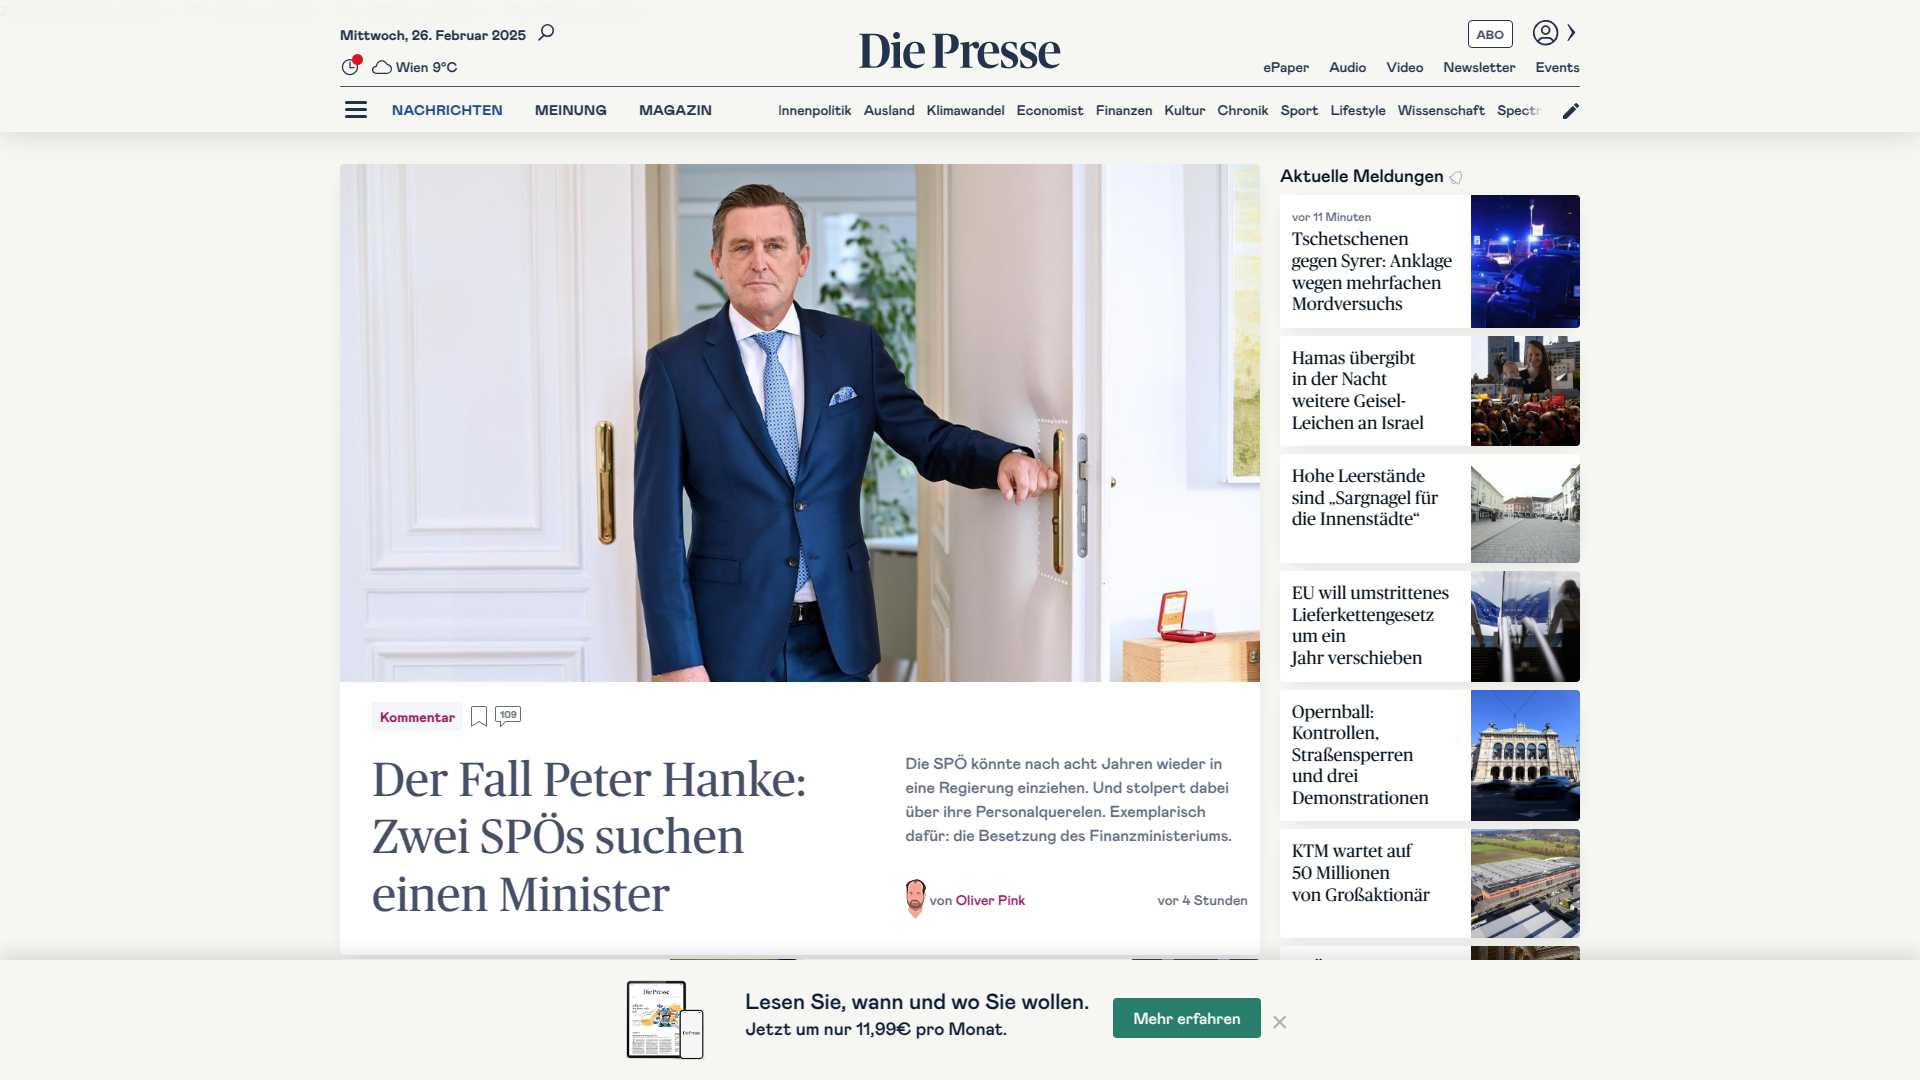 Mittwoch, 26. Februar 2025
Die Presse
ABO
Wien 9°C
ePaper Audio Video Newsletter Events
NACHRICHTEN MEINUNG MAGAZIN
Innenpolitik Ausland Klimawandel Economist Finanzen Kultur Chronik Sport Lifestyle Wissenschaft Spectr
Kommentar
109
Der Fall Peter Hanke:
Zwei SPÖs suchen
einen Minister
Die SPÖ könnte nach acht Jahren wieder in
eine Regierung einziehen. Und stolpert dabei
über ihre Personalquerelen. Exemplarisch
dafür: die Besetzung des Finanzministeriums.
von Oliver Pink
vor 4 Stunden
Aktuelle Meldungen
vor 11 Minuten
Tschetschenen
gegen Syrer: Anklage
wegen mehrfachen
Mordversuchs
Hamas übergibt
in der Nacht
weitere Geisel-
Leichen an Israel
Hohe Leerstände
sind „Sargnagel für
die Innenstädte“
EU will umstrittenes
Lieferkettengesetz
um ein
Jahr verschieben
Opernball:
Kontrollen,
Straßensperren
und drei
Demonstrationen
KTM wartet auf
50 Millionen
von Großaktionär
Die Presse
Die Presse
Lesen Sie, wann und wo Sie wollen.
Jetzt um nur 11,99€ pro Monat.
Mehr erfahren